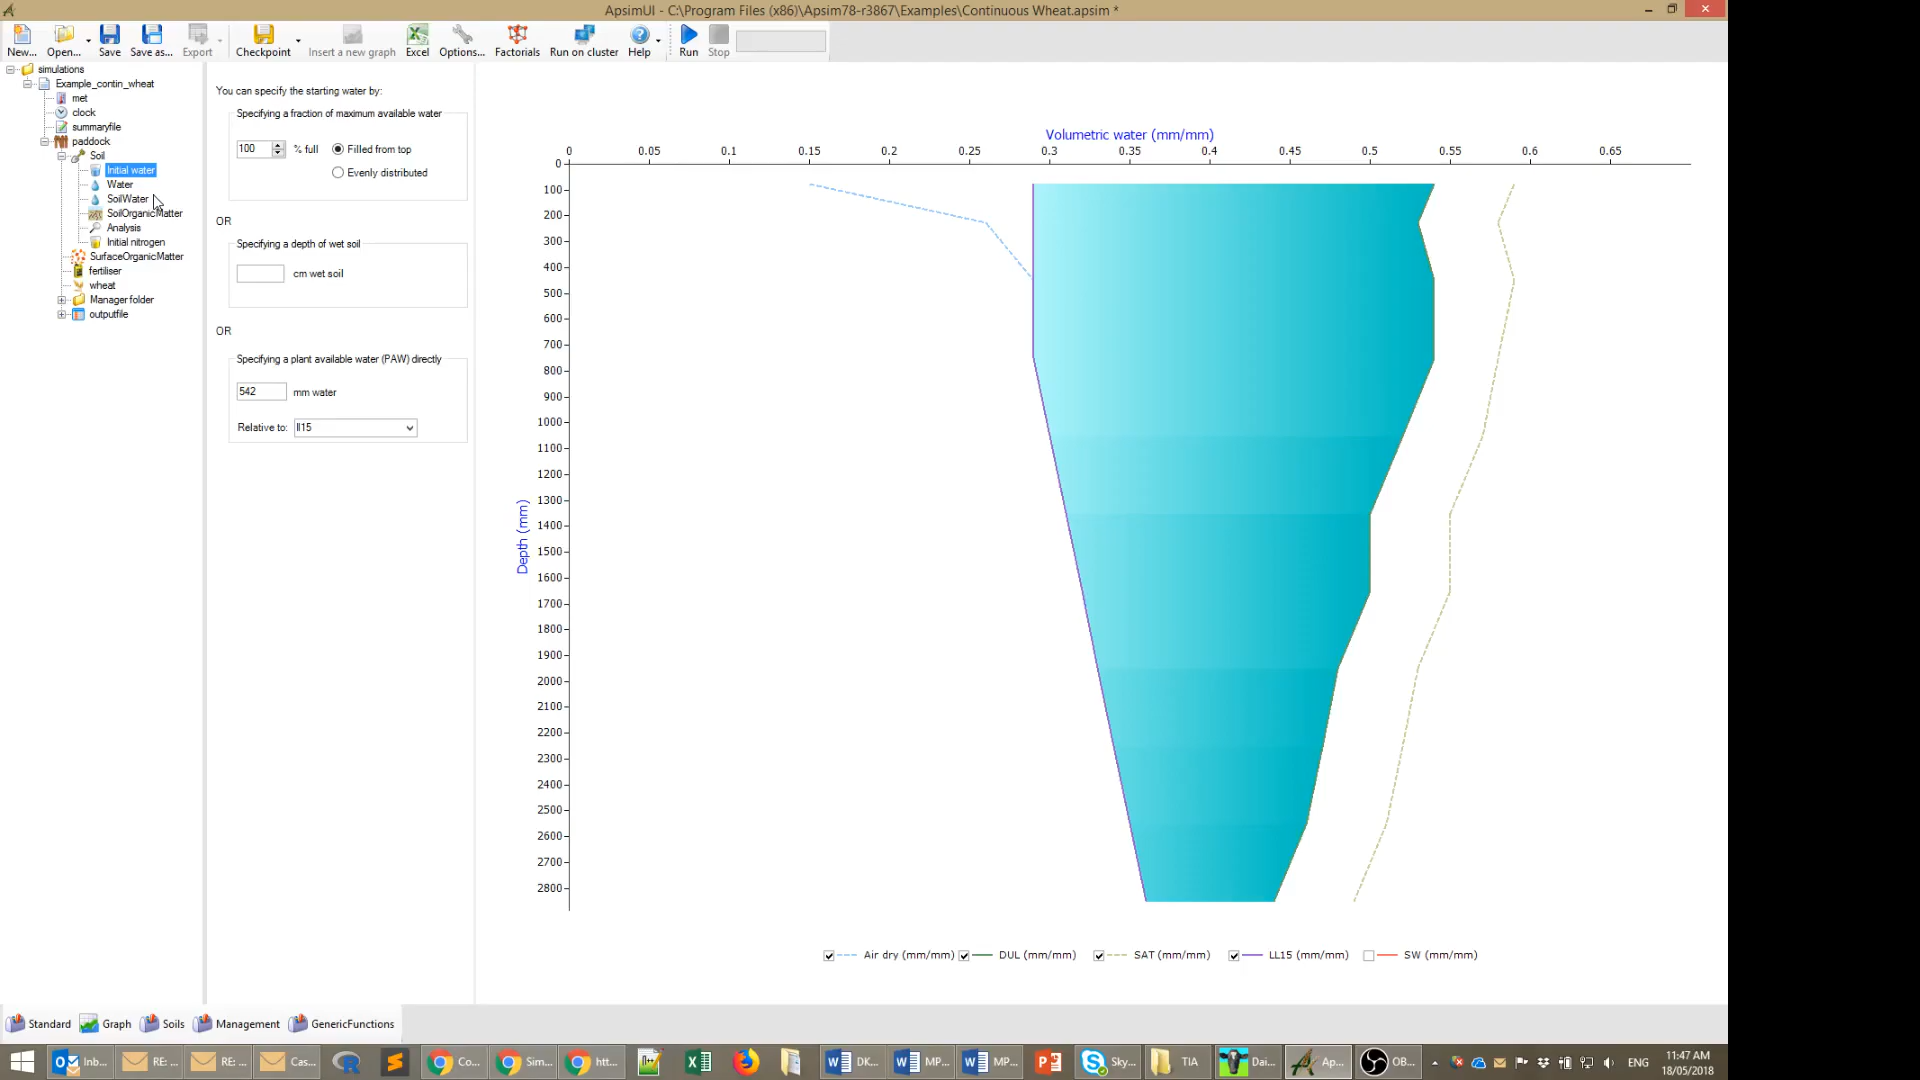 ApsimUI - C:\Program Files (x86)\Apsim78-r3867\Examples\Continuous Wheat.apsim *
New... Open... Save Save as... Export Checkpoint Insert a new graph Excel Options... Factorials Run on cluster Help Run Stop
simulations
Example_contin_wheat
met
clock
summaryfile
paddock
Soil
Initial water
Water
SoilWater
SoilOrganicMatter
Analysis
Initial nitrogen
SurfaceOrganicMatter
fertiliser
wheat
Manager folder
outputfile
You can specify the starting water by:
Specifying a fraction of maximum available water
100 % full Filled from top
Evenly distributed
OR
Specifying a depth of wet soil
cm wet soil
OR
Specifying a plant available water (PAW) directly
542 mm water
Relative to: ll15
Volumetric water (mm/mm)
0 0.05 0.1 0.15 0.2 0.25 0.3 0.35 0.4 0.45 0.5 0.55 0.6 0.65
0
100
200
300
400
500
600
700
800
900
1000
1100
1200
1300
1400
1500
1600
1700
1800
1900
2000
2100
2200
2300
2400
2500
2600
2700
2800
Depth (mm)
Air dry (mm/mm) DUL (mm/mm) SAT (mm/mm) LL15 (mm/mm) SW (mm/mm)
Standard Graph Soils Management GenericFunctions
Inb... RE: ... RE: ... Cas... Co... Sim... htt... DK... MP... MP... Sky... TIA Dai... Ap... OB... ENG
11:47 AM
18/05/2018